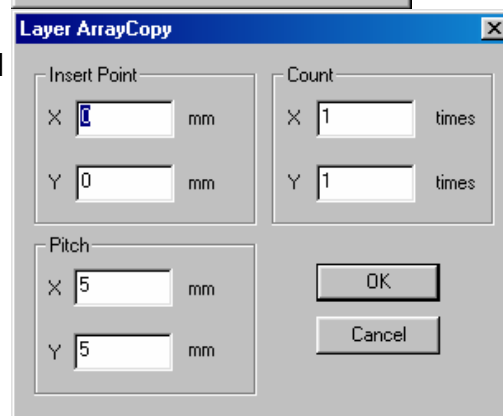 Layer ArrayCopy
Insert Point
X 0 mm
Y 0 mm
Count
X 1 times
Y 1 times
Pitch
X 5 mm
Y 5 mm
OK
Cancel